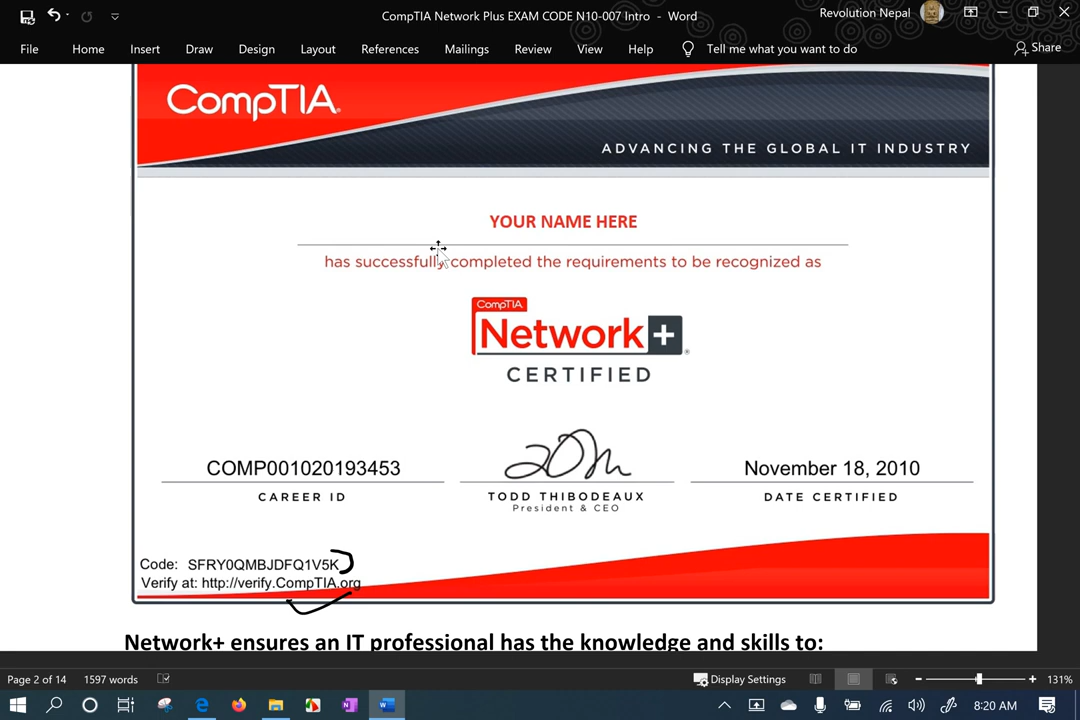 CompTIA Network Plus EXAM CODE N10-007 Intro - Word
Revolution Nepal
File Home Insert Draw Design Layout References Mailings Review View Help Tell me what you want to do Share
CompTIA.
ADVANCING THE GLOBAL IT INDUSTRY
YOUR NAME HERE
has successfully completed the requirements to be recognized as
CompTIA
Network+
CERTIFIED
COMP001020193453
November 18, 2010
CAREER ID
TODD THIBODEAUX
President & CEO
DATE CERTIFIED
Code: SFRY0QMBJDFQ1V5K
Verify at: http://verify.CompTIA.org
Network+ ensures an IT professional has the knowledge and skills to:
Page 2 of 14 1597 words Display Settings 131%
8:20 AM